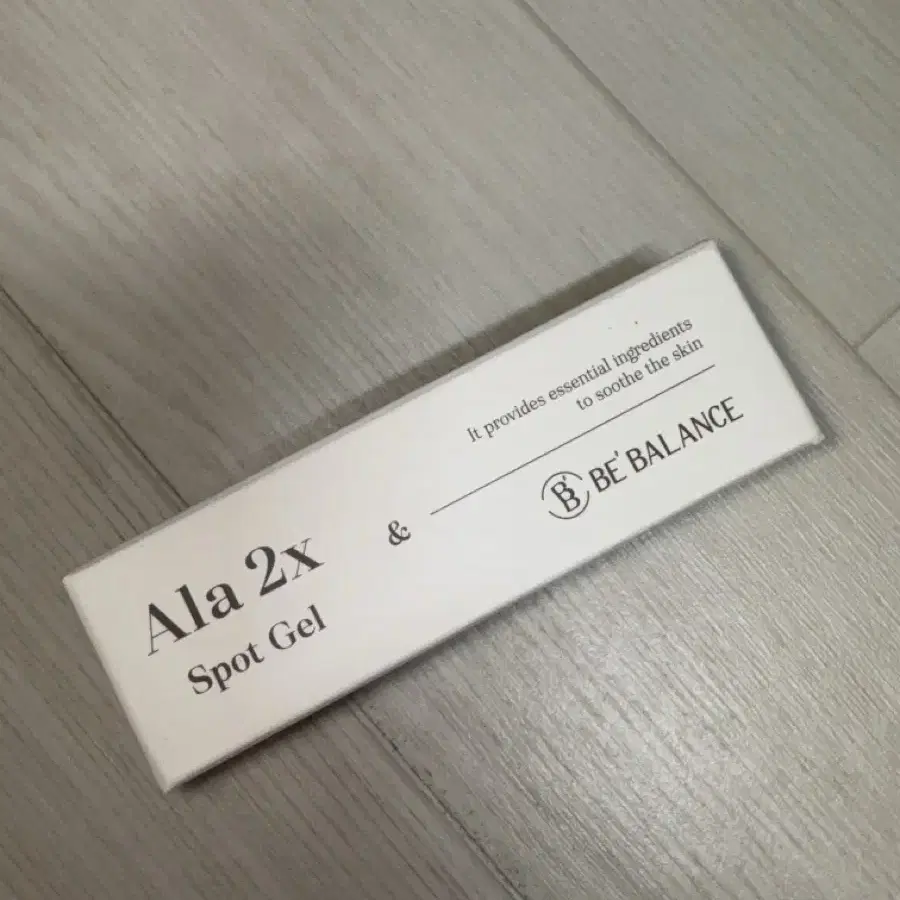 It provides essential ingredients
to soothe the skin
Ala 2x
Spot Gel
&
B'B BE' BALANCE